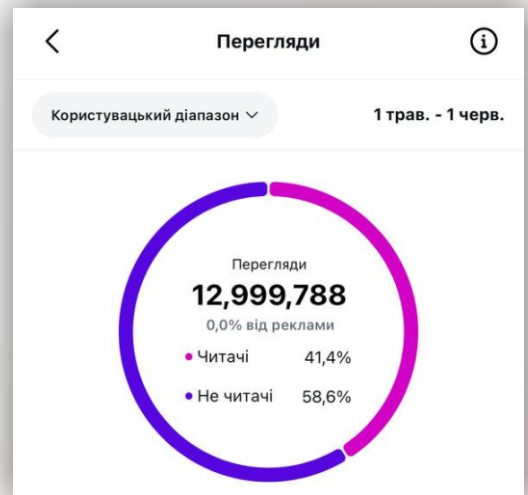 Перегляди
Користувацький діапазон
1 трав. - 1 черв.
Перегляди
12,999,788
0,0% від реклами
• Читачі 41,4%
• Не читачі 58,6%